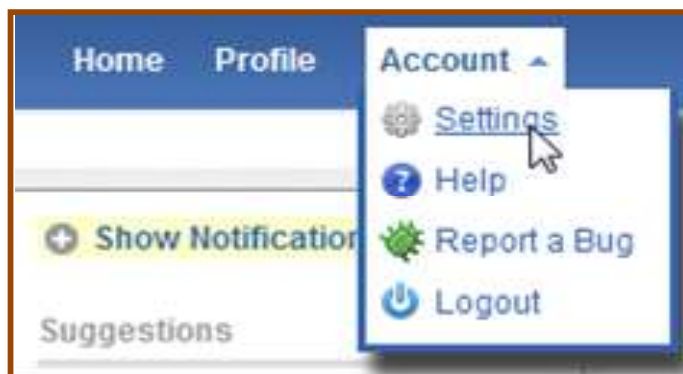 Home Profile Account
Settings
Help
Show Notification
Report a Bug
Logout
Suggestions